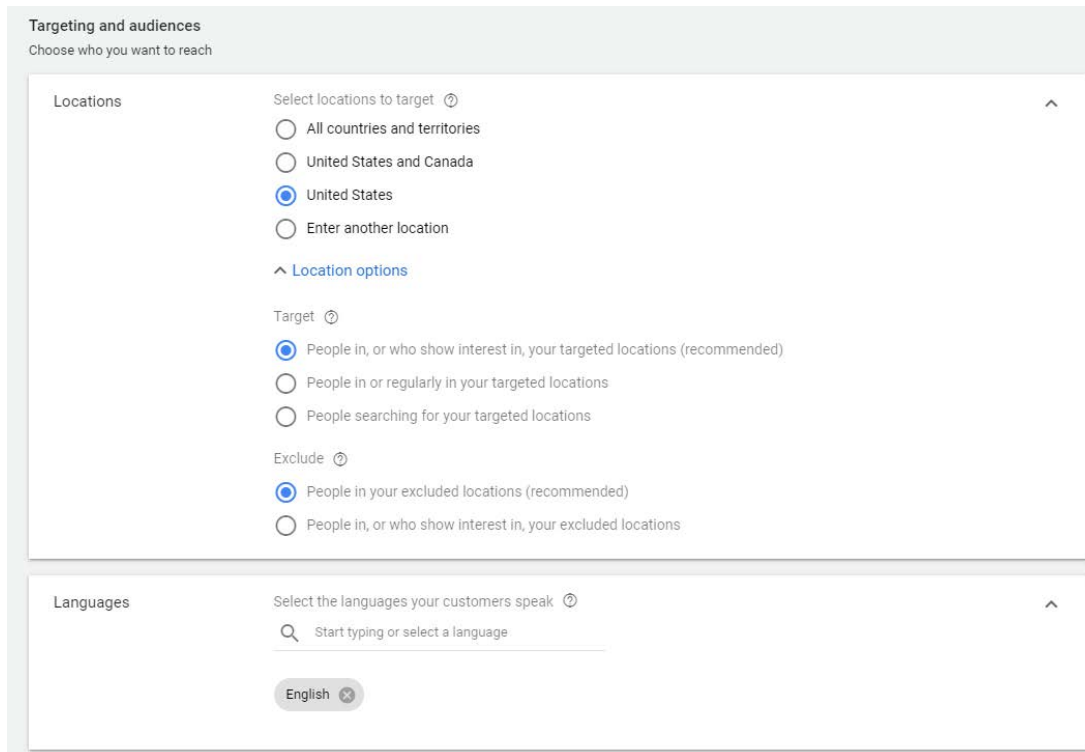 Targeting and audiences
Choose who you want to reach
Locations
Select locations to target
All countries and territories
United States and Canada
United States
Enter another location
Location options
Target
People in, or who show interest in, your targeted locations (recommended)
People in or regularly in your targeted locations
People searching for your targeted locations
Exclude
People in your excluded locations (recommended)
People in, or who show interest in, your excluded locations
Languages
Select the languages your customers speak
Start typing or select a language
English